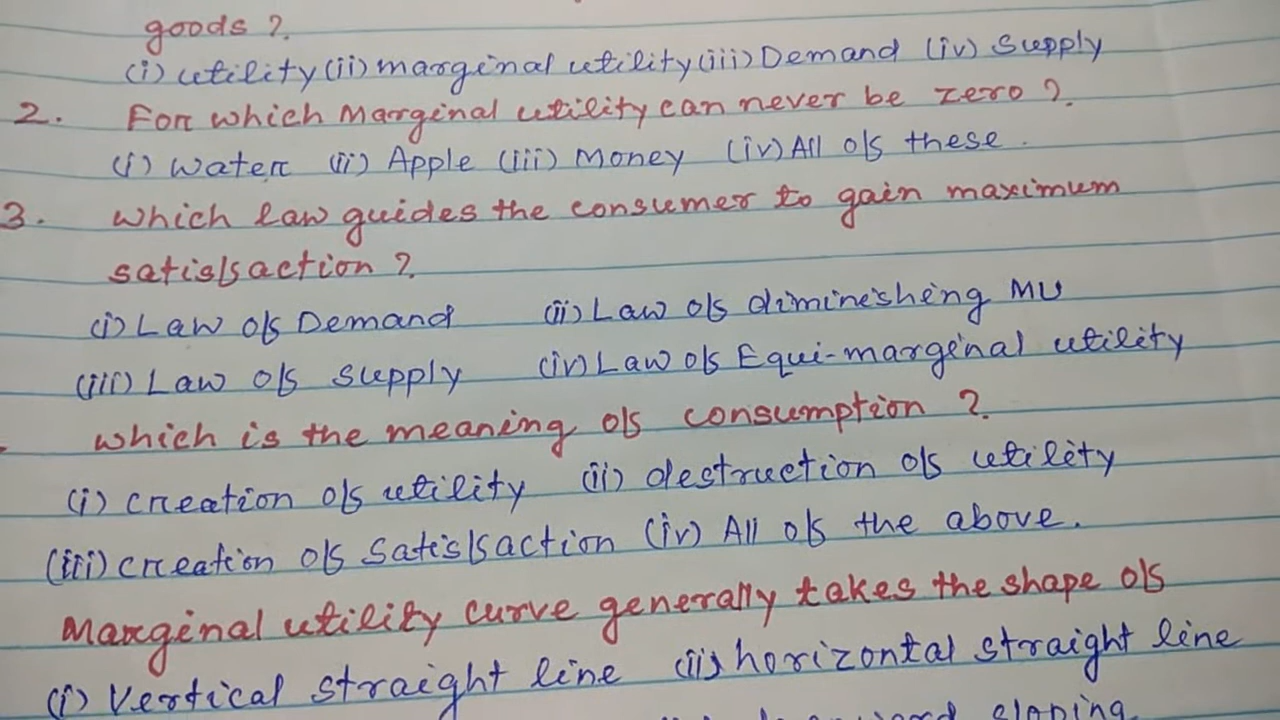 goods ?
(i) utility (ii) marginal utility (iii) Demand (iv) Supply
2. For which Marginal utility can never be zero ?
(i) Water (ii) Apple (iii) Money (iv) All of these.
3. which law guides the consumer to gain maximum
satisfaction ?
(i) Law of Demand (ii) Law of diminishing MU
(iii) Law of supply (iv) Law of Equi-marginal utility
which is the meaning of consumption ?
(i) creation of utility (ii) destruction of utility
(iii) creation of Satisfaction (iv) All of the above.
Marginal utility curve generally takes the shape of
(i) Vertical straight line (ii) horizontal straight line
sloping